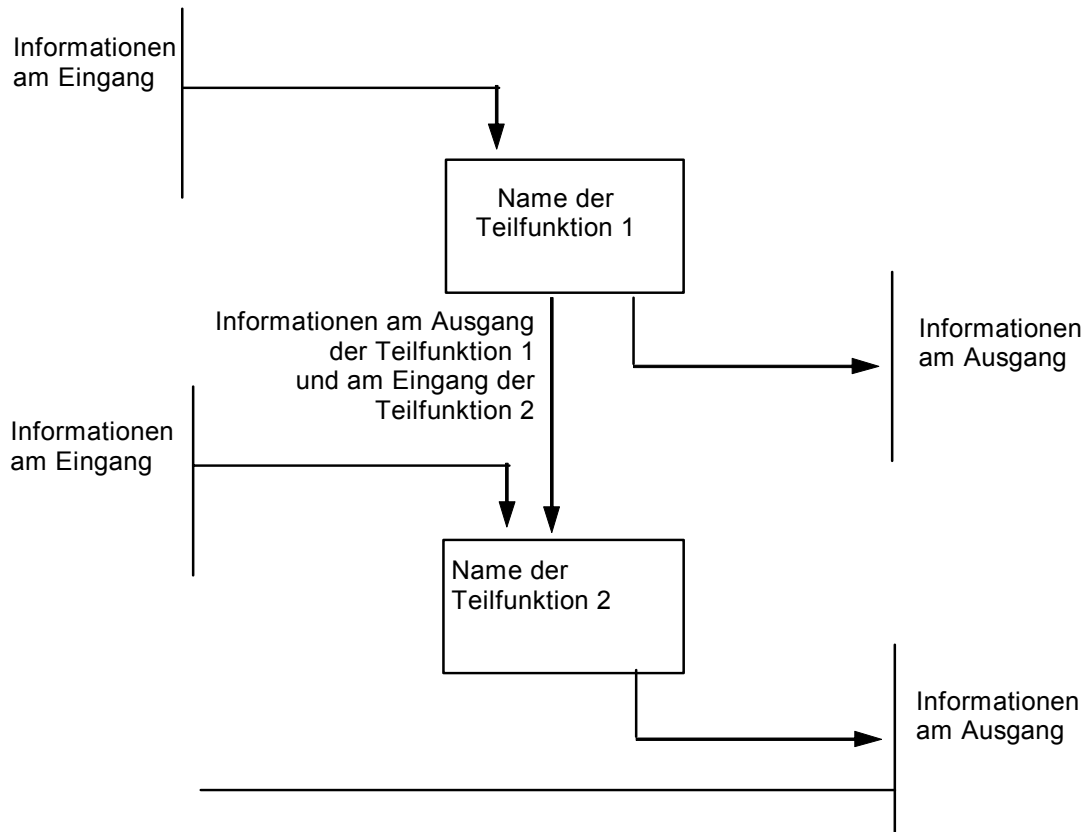 Informationen
am Eingang
Name der
Teilfunktion 1
Informationen am Ausgang
der Teilfunktion 1
und am Eingang der
Teilfunktion 2
Informationen
am Ausgang
Informationen
am Eingang
Name der
Teilfunktion 2
Informationen
am Ausgang